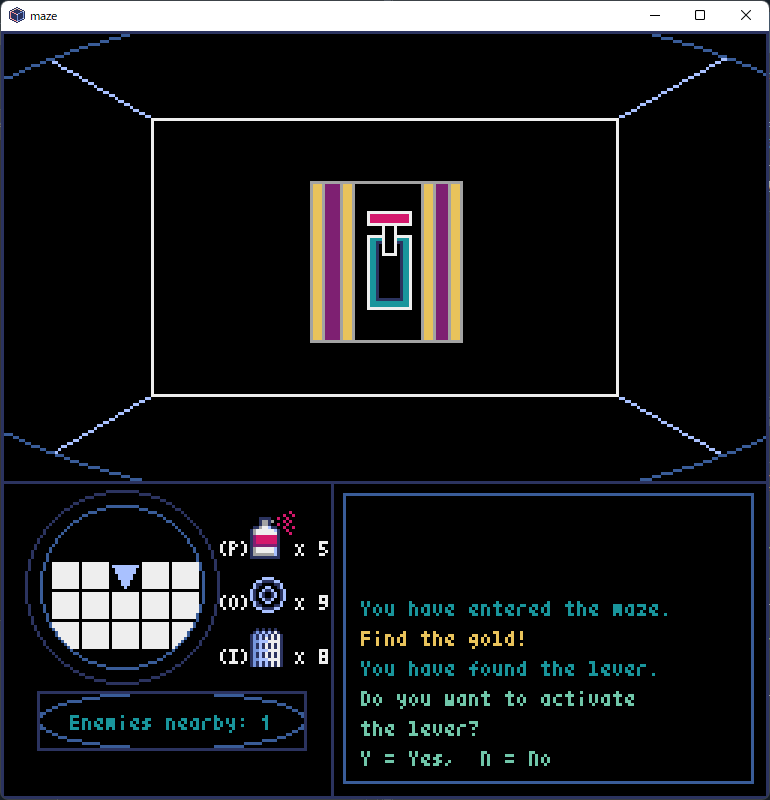 maze
(P) x 5
(O) x 9
(I) x 8
Enemies nearby: 1
You have entered the maze.
Find the gold!
You have found the lever.
Do you want to activate
the lever?
Y = Yes, N = No